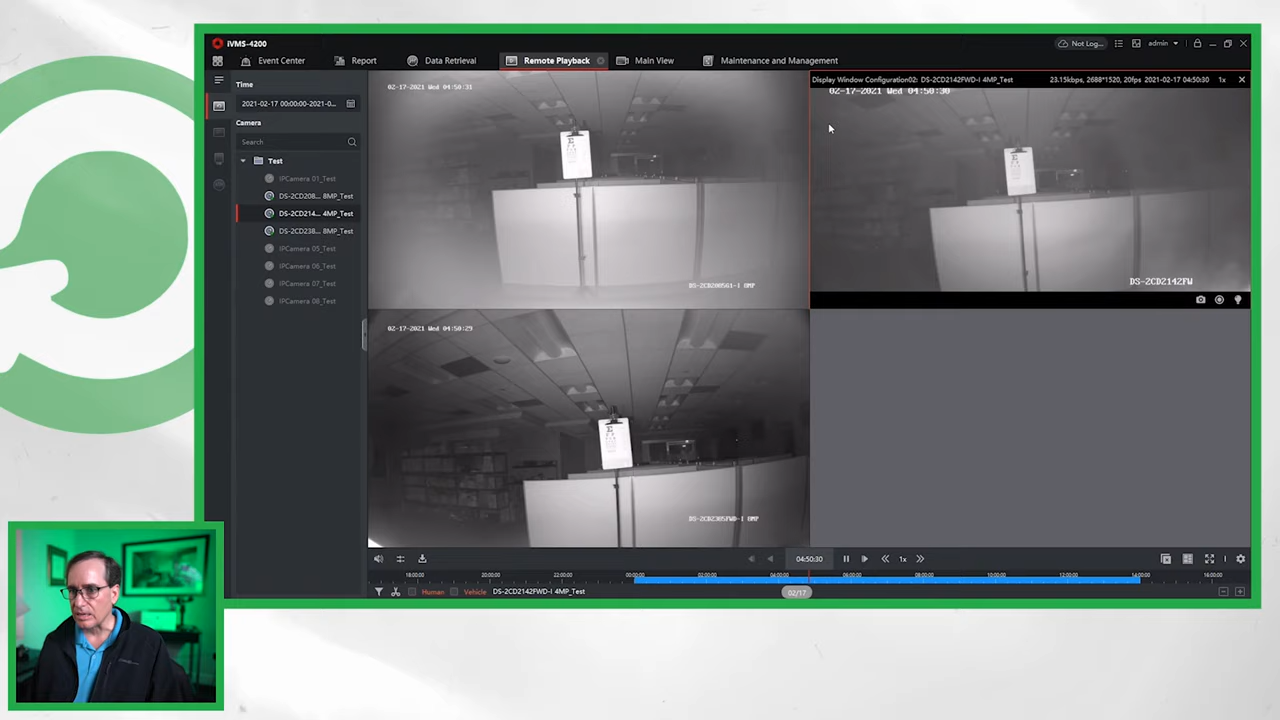 iVMS-4200
Not Log...
admin
Event Center
Report
Data Retrieval
Remote Playback
Main View
Maintenance and Management
Time
2021-02-17 00:00:00-2021-0...
Camera
Search
Test
IPCamera 01_Test
DS-2CD208... 8MP_Test
DS-2CD214... 4MP_Test
DS-2CD238... 8MP_Test
IPCamera 05_Test
IPCamera 06_Test
IPCamera 07_Test
IPCamera 08_Test
02-17-2021 Wed 04:50:31
Display Window Configuration02: DS-2CD2142FWD-I 4MP_Test
23.15kbps, 2688*1520, 20fps 2021-02-17 04:50:30
1x
02-17-2021 Wed 04:50:30
DS-2CD2142FW
02-17-2021 Wed 04:50:29
DS-2CD2385FWD-I 8MP
04:50:30
1x
18:00:00
20:00:00
22:00:00
00:00:00
02:00:00
04:00:00
06:00:00
08:00:00
10:00:00
12:00:00
14:00:00
16:00:00
Human
Vehicle
DS-2CD2142FWD-I 4MP_Test
02/17